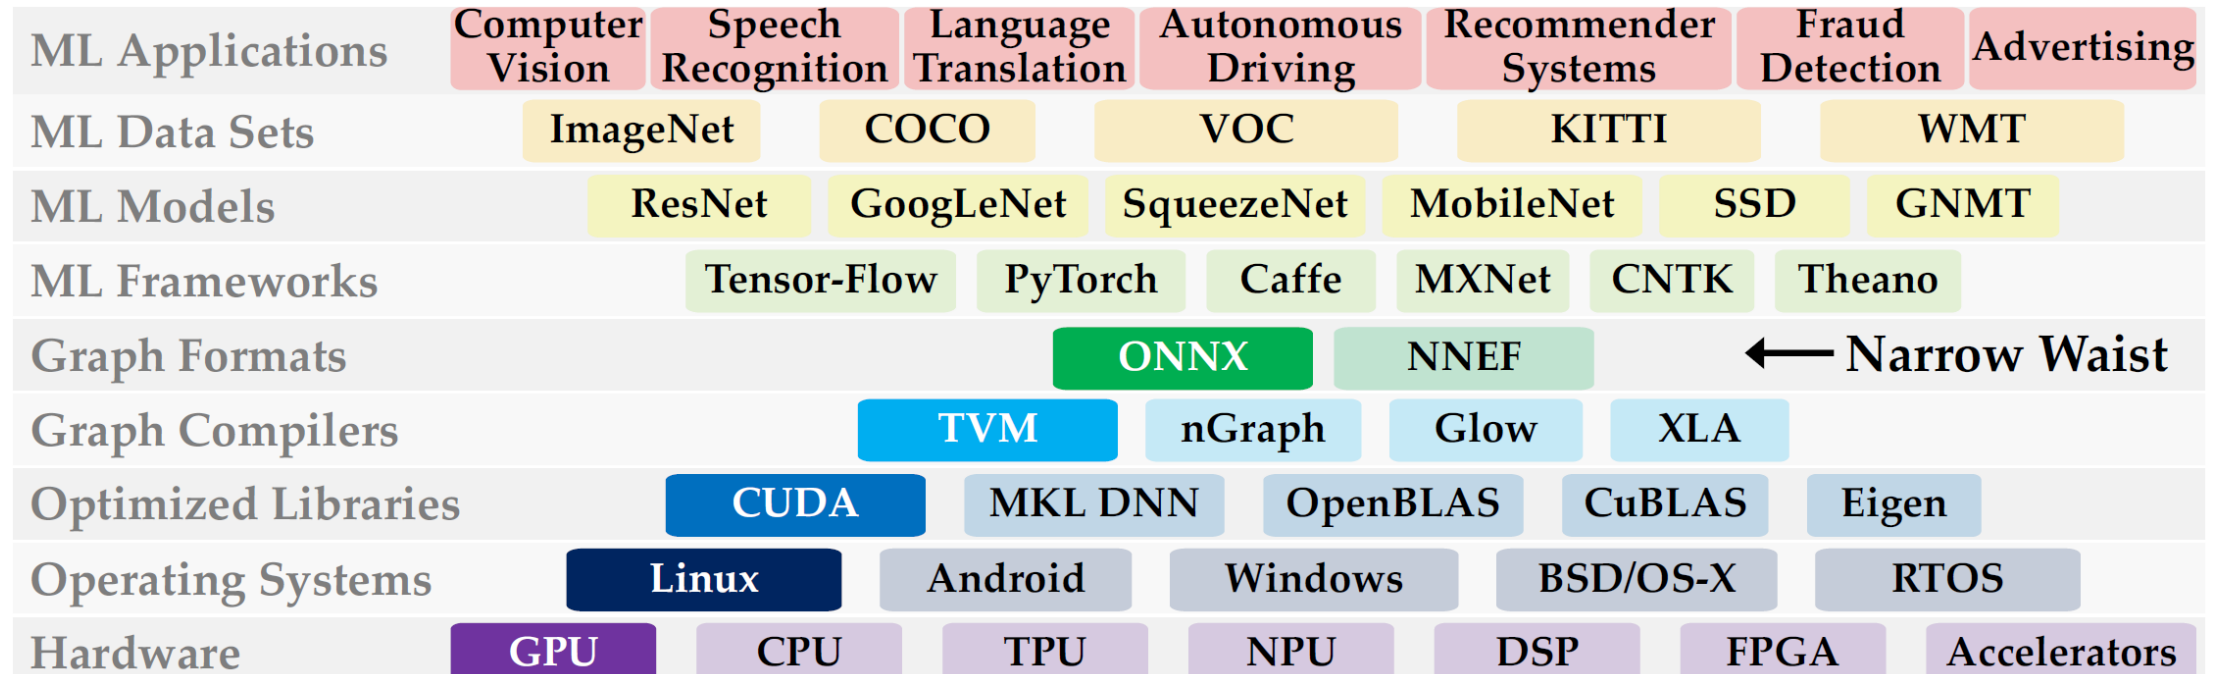 ML Applications
Computer Vision
Speech Recognition
Language Translation
Autonomous Driving
Recommender Systems
Fraud Detection
Advertising
ML Data Sets
ImageNet
COCO
VOC
KITTI
WMT
ML Models
ResNet
GoogLeNet
SqueezeNet
MobileNet
SSD
GNMT
ML Frameworks
Tensor-Flow
PyTorch
Caffe
MXNet
CNTK
Theano
Graph Formats
ONNX
NNEF
Narrow Waist
Graph Compilers
TVM
nGraph
Glow
XLA
Optimized Libraries
CUDA
MKL DNN
OpenBLAS
CuBLAS
Eigen
Operating Systems
Linux
Android
Windows
BSD/OS-X
RTOS
Hardware
GPU
CPU
TPU
NPU
DSP
FPGA
Accelerators